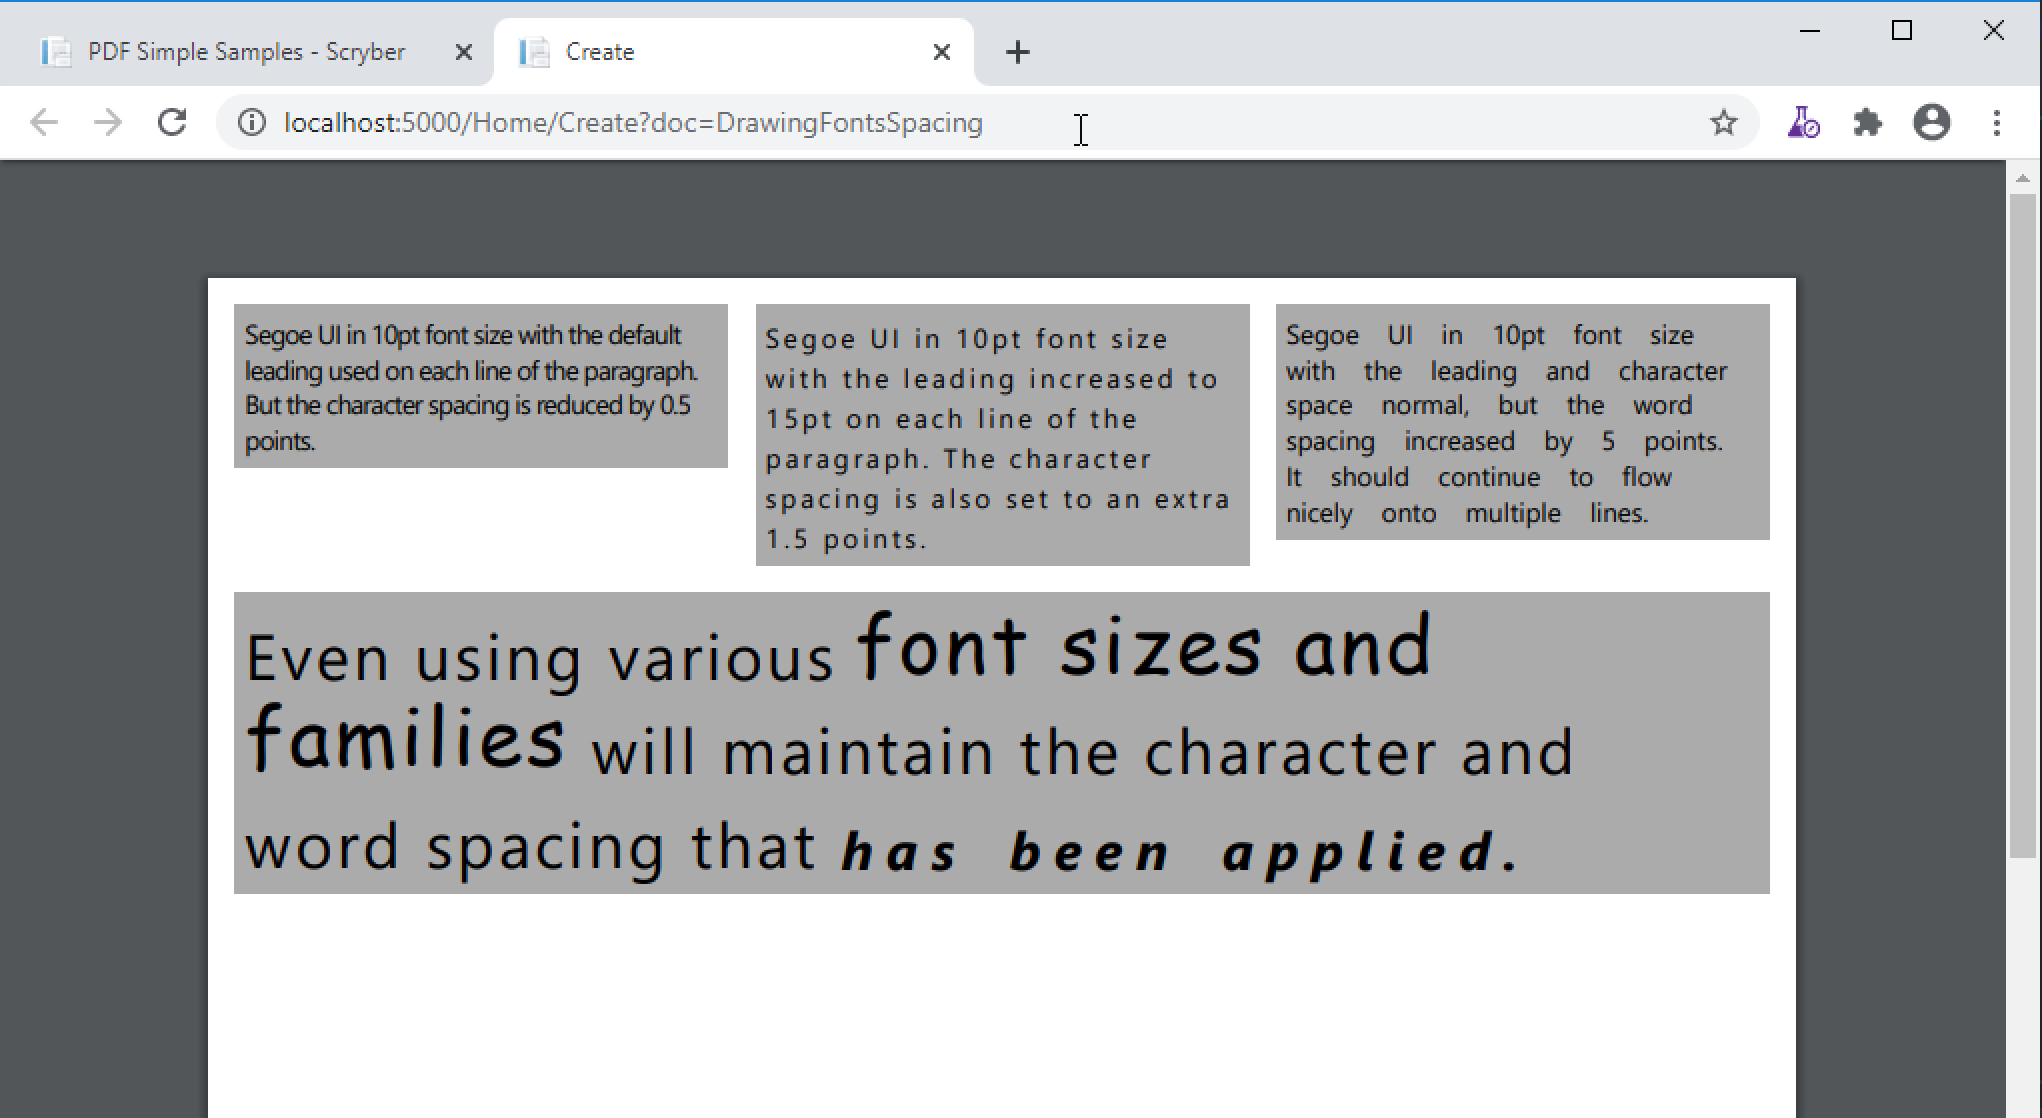 PDF Simple Samples - Scryber
Create
localhost:5000/Home/Create?doc=DrawingFontsSpacing
Segoe UI in 10pt font size with the default
leading used on each line of the paragraph.
But the character spacing is reduced by 0.5
points.
Segoe UI in 10pt font size
with the leading increased to
15pt on each line of the
paragraph. The character
spacing is also set to an extra
1.5 points.
Segoe UI in 10pt font size
with the leading and character
space normal, but the word
spacing increased by 5 points.
It should continue to flow
nicely onto multiple lines.
Even using various font sizes and
families will maintain the character and
word spacing that has been applied.